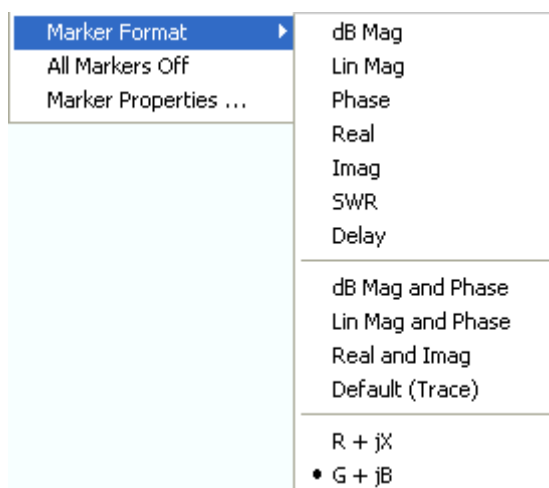 Marker Format
All Markers Off
Marker Properties ...
dB Mag
Lin Mag
Phase
Real
Imag
SWR
Delay
dB Mag and Phase
Lin Mag and Phase
Real and Imag
Default (Trace)
R + jX
• G + jB